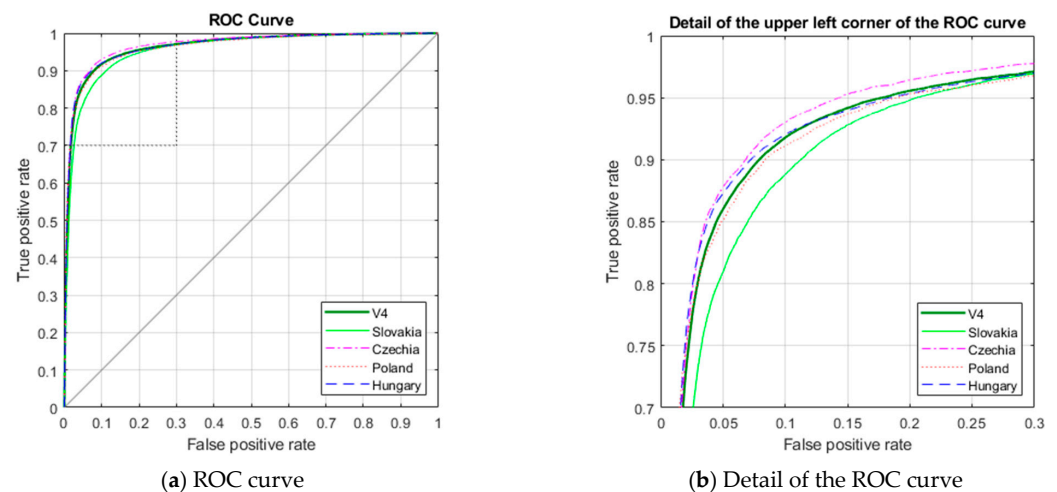 ROC Curve
1
0.9
0.8
0.7
0.6
0.5
0.4
0.3
0.2
0.1
0
True positive rate
0 0.1 0.2 0.3 0.4 0.5 0.6 0.7 0.8 0.9 1
False positive rate
V4
Slovakia
Czechia
Poland
Hungary
(a) ROC curve
Detail of the upper left corner of the ROC curve
1
0.95
0.9
0.85
0.8
0.75
0.7
True positive rate
0 0.05 0.1 0.15 0.2 0.25 0.3
False positive rate
V4
Slovakia
Czechia
Poland
Hungary
(b) Detail of the ROC curve